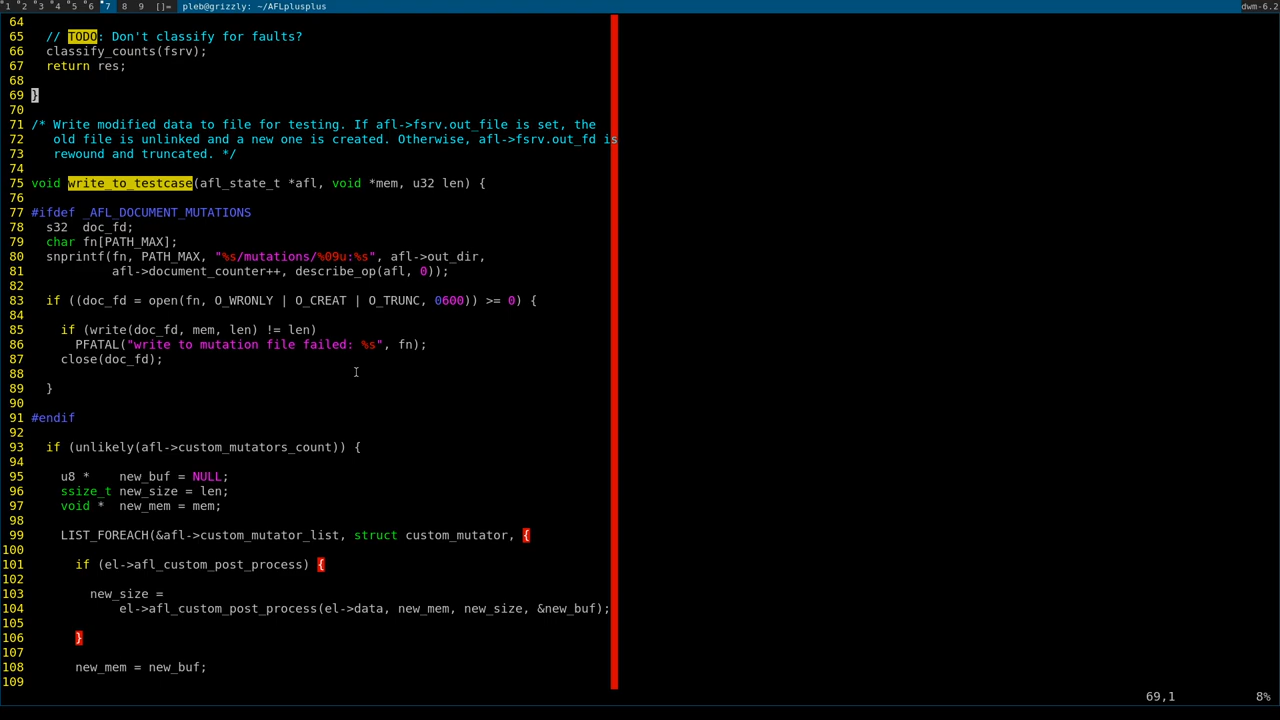 1 2 3 4 5 6 7 8 9 []= pleb@grizzly: ~/AFLplusplus dwm-6.2
64
65   // TODO: Don't classify for faults?
66   classify_counts(fsrv);
67   return res;
68
69 }
70
71 /* Write modified data to file for testing. If afl->fsrv.out_file is set, the
72    old file is unlinked and a new one is created. Otherwise, afl->fsrv.out_fd is
73    rewound and truncated. */
74
75 void write_to_testcase(afl_state_t *afl, void *mem, u32 len) {
76
77 #ifdef _AFL_DOCUMENT_MUTATIONS
78   s32  doc_fd;
79   char fn[PATH_MAX];
80   snprintf(fn, PATH_MAX, "%s/mutations/%09u:%s", afl->out_dir,
81            afl->document_counter++, describe_op(afl, 0));
82
83   if ((doc_fd = open(fn, O_WRONLY | O_CREAT | O_TRUNC, 0600)) >= 0) {
84
85     if (write(doc_fd, mem, len) != len)
86       PFATAL("write to mutation file failed: %s", fn);
87     close(doc_fd);
88
89   }
90
91 #endif
92
93   if (unlikely(afl->custom_mutators_count)) {
94
95     u8 *    new_buf = NULL;
96     ssize_t new_size = len;
97     void *  new_mem = mem;
98
99     LIST_FOREACH(&afl->custom_mutator_list, struct custom_mutator, {
100
101       if (el->afl_custom_post_process) {
102
103         new_size =
104             el->afl_custom_post_process(el->data, new_mem, new_size, &new_buf);
105
106       }
107
108       new_mem = new_buf;
109
69,1 8%